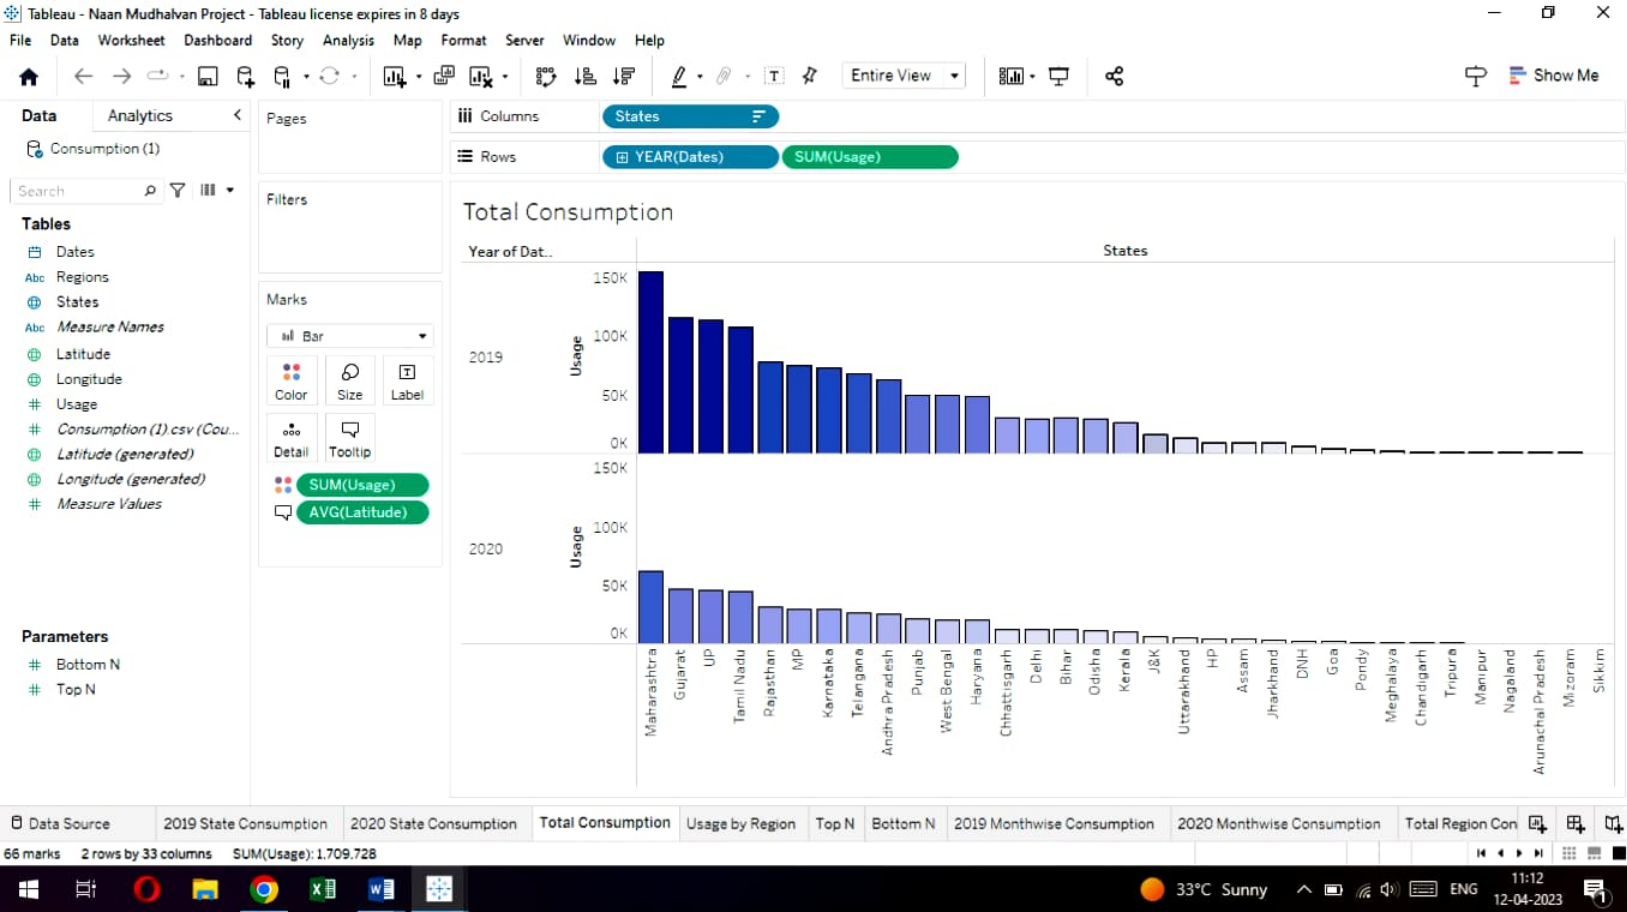 Tableau - Naan Mudhalvan Project - Tableau license expires in 8 days
File Data Worksheet Dashboard Story Analysis Map Format Server Window Help
Entire View
Show Me
Data Analytics
Consumption (1)
Search
Tables
Dates
Abc Regions
States
Abc Measure Names
Latitude
Longitude
# Usage
# Consumption (1).csv (Cou...
Latitude (generated)
Longitude (generated)
# Measure Values
Parameters
# Bottom N
# Top N
Pages
Filters
Marks
Bar
Color Size Label
Detail Tooltip
SUM(Usage)
AVG(Latitude)
Columns States
Rows YEAR(Dates) SUM(Usage)
Total Consumption
Year of Dat..
States
2019
Usage
150K
100K
50K
0K
2020
Usage
150K
100K
50K
0K
Maharashtra
Gujarat
UP
Tamil Nadu
Rajasthan
MP
Karnataka
Telangana
Andhra Pradesh
Punjab
West Bengal
Haryana
Chhattisgarh
Delhi
Bihar
Odisha
Kerala
J&K
Uttarakhand
HP
Assam
Jharkhand
DNH
Goa
Pondy
Meghalaya
Chandigarh
Tripura
Manipur
Nagaland
Arunachal Pradesh
Mizoram
Sikkim
Data Source 2019 State Consumption 2020 State Consumption Total Consumption Usage by Region Top N Bottom N 2019 Monthwise Consumption 2020 Monthwise Consumption Total Region Con
66 marks 2 rows by 33 columns SUM(Usage): 1,709,728
33°C Sunny
ENG
11:12
12-04-2023
1